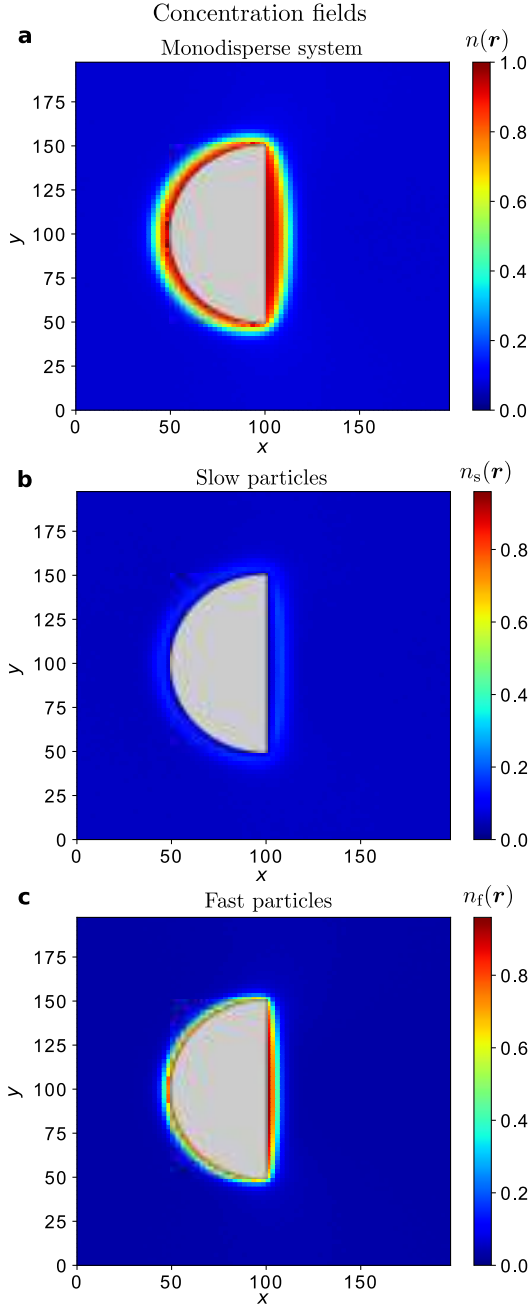 Concentration fields
a
Monodisperse system
n(r)
175
150
125
100
75
50
25
0
y
0 50 100 150
x
1.0
0.8
0.6
0.4
0.2
0.0
b
Slow particles
n_s(r)
175
150
125
100
75
50
25
0
y
0 50 100 150
x
0.8
0.6
0.4
0.2
0.0
c
Fast particles
n_f(r)
175
150
125
100
75
50
25
0
y
0 50 100 150
x
0.8
0.6
0.4
0.2
0.0